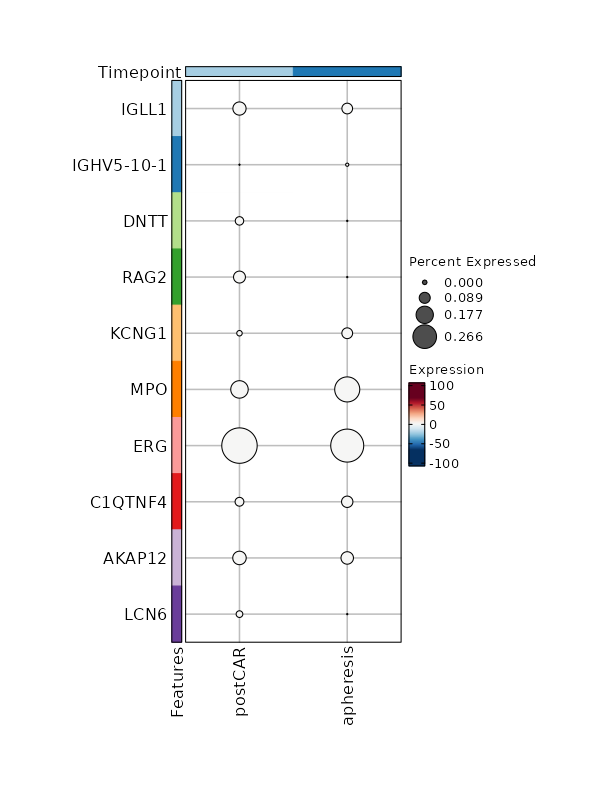 Timepoint
IGLL1
IGHV5-10-1
DNTT
RAG2
KCNG1
MPO
ERG
C1QTNF4
AKAP12
LCN6
Features
postCAR
apheresis
Percent Expressed
0.000
0.089
0.177
0.266
Expression
100
50
0
-50
-100